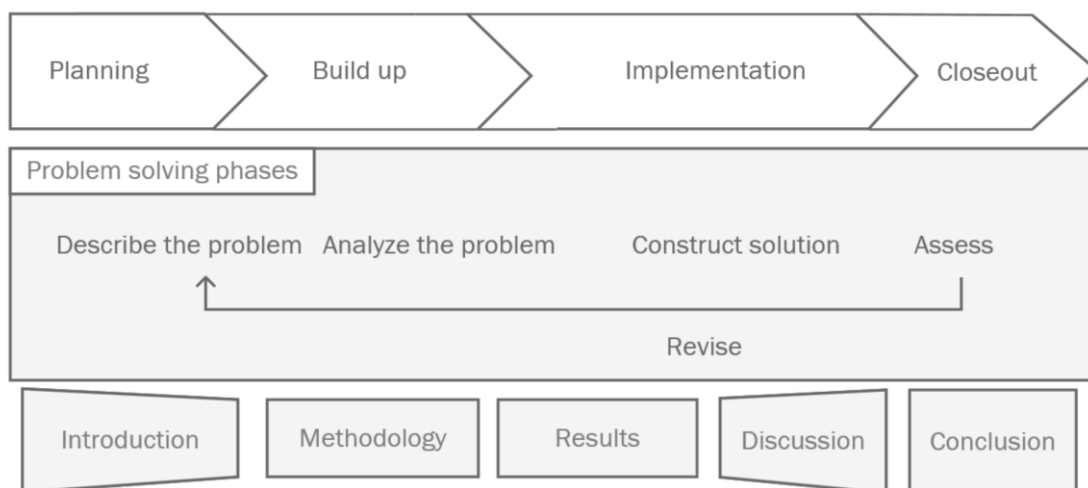 Planning
Build up
Implementation
Closeout
Problem solving phases
Describe the problem
Analyze the problem
Construct solution
Assess
Revise
Introduction
Methodology
Results
Discussion
Conclusion